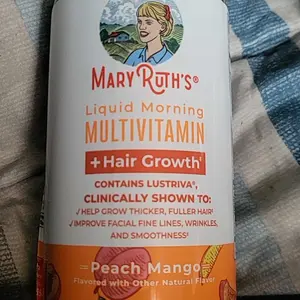 MARY RUTH'S®
Liquid Morning
MULTIVITAMIN
+Hair Growth†
CONTAINS LUSTRIVA®,
CLINICALLY SHOWN TO:
√HELP GROW THICKER, FULLER HAIR‡
√IMPROVE FACIAL FINE LINES, WRINKLES,
AND SMOOTHNESS‡
Peach Mango
Flavored with Other Natural Flavor